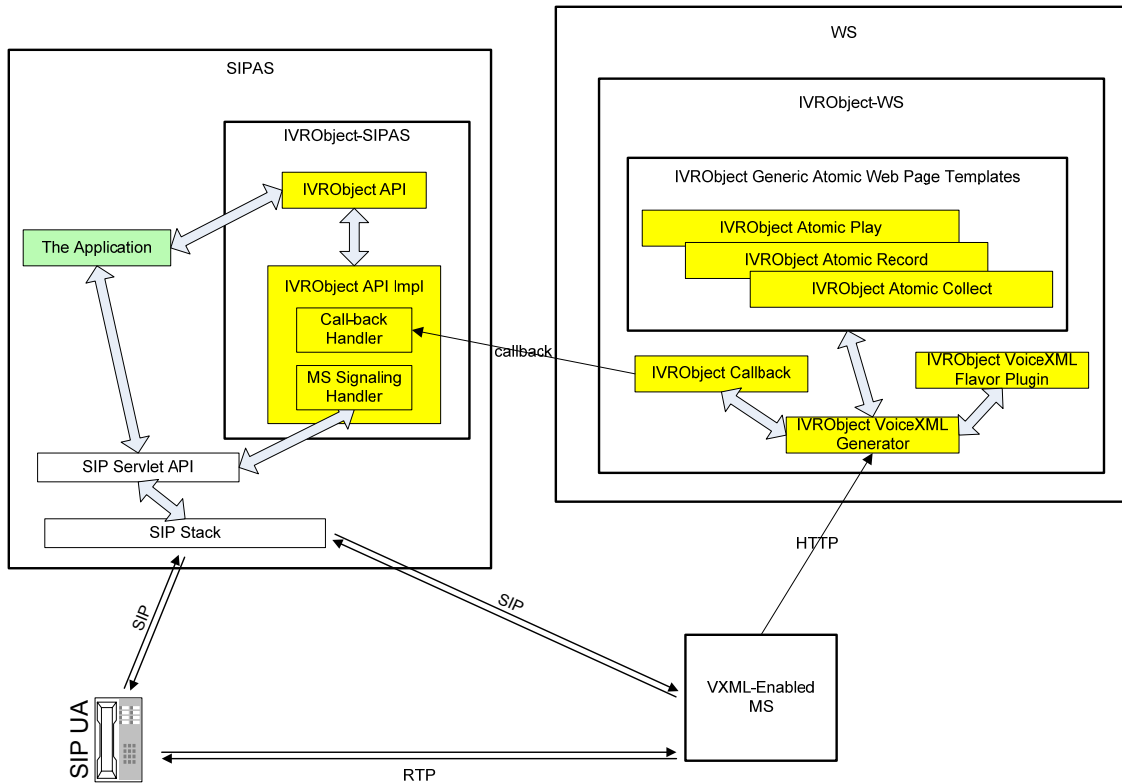 WS
SIPAS
IVRObject-WS
IVRObject-SIPAS
IVRObject Generic Atomic Web Page Templates
IVRObject API
IVRObject Atomic Play
The Application
IVRObject Atomic Record
IVRObject API Impl
IVRObject Atomic Collect
Call-back
Handler
callback
IVRObject Callback
IVRObject VoiceXML
Flavor Plugin
MS Signaling
Handler
IVRObject VoiceXML
Generator
SIP Servlet API
SIP Stack
HTTP
SIP
SIP
VXML-Enabled
MS
SIP UA
RTP